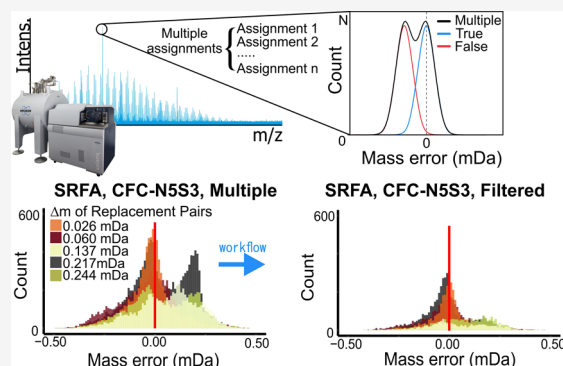 Intens.
m/z
Multiple
assignments
Assignment 1
Assignment 2
.....
Assignment n
N
Count
0
0
Mass error (mDa)
Multiple
True
False
SRFA, CFC-N5S3, Multiple
Δm of Replacement Pairs
0.026 mDa
0.060 mDa
0.137 mDa
0.217mDa
0.244 mDa
600
Count
0
−0.50
0.00
0.50
Mass error (mDa)
workflow
SRFA, CFC-N5S3, Filtered
600
Count
0
−0.50
0.00
0.50
Mass error (mDa)